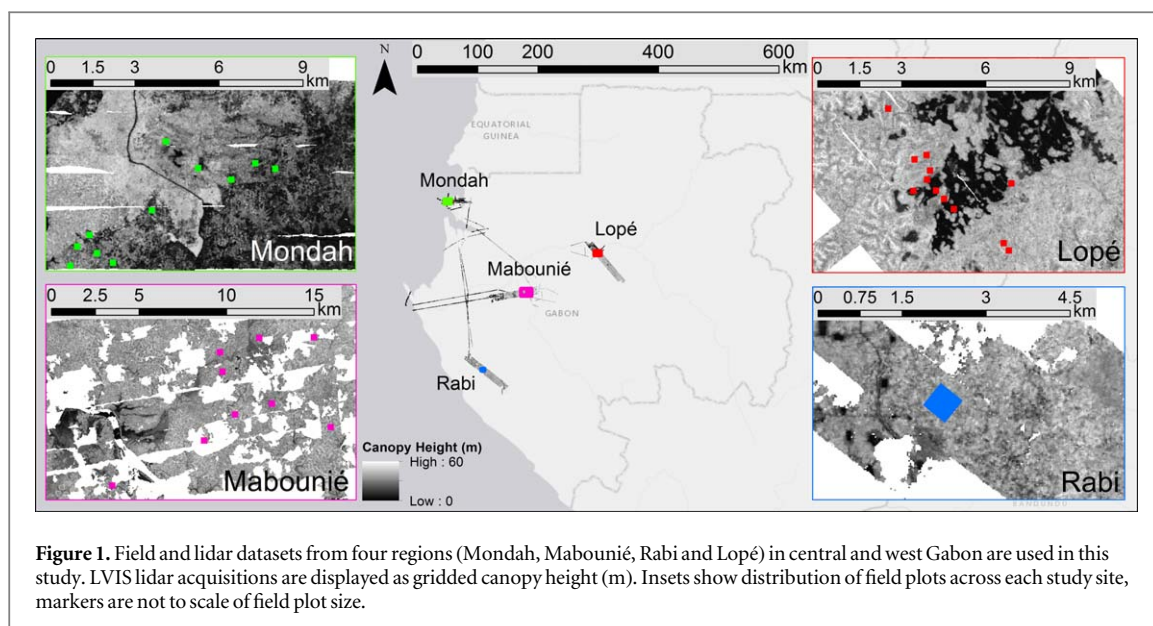 0 1.5 3 6 9
km
Mondah
0 2.5 5 10 15
km
Mabounié
N
0 100 200 400 600
km
EQUATORIAL
GUINEA
Mondah
Lopé
Mabounié
GABON
Rabi
Canopy Height (m)
High : 60
Low : 0
0 1.5 3 6 9
km
Lopé
0 0.75 1.5 3 4.5
km
Rabi
Figure 1. Field and lidar datasets from four regions (Mondah, Mabounié, Rabi and Lopé) in central and west Gabon are used in this
study. LVIS lidar acquisitions are displayed as gridded canopy height (m). Insets show distribution of field plots across each study site,
markers are not to scale of field plot size.